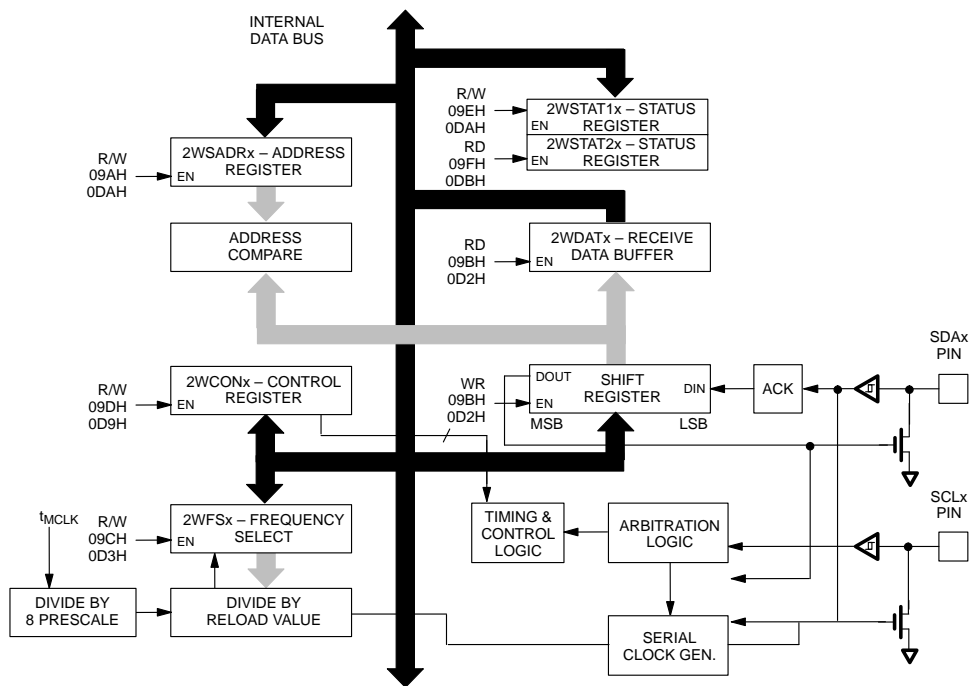 INTERNAL
DATA BUS
R/W
09EH
0DAH
2WSTAT1x – STATUS
REGISTER
EN
RD
09FH
0DBH
2WSTAT2x – STATUS
REGISTER
EN
R/W
09AH
0DAH
2WSADRx – ADDRESS
REGISTER
EN
ADDRESS
COMPARE
RD
09BH
0D2H
2WDATx – RECEIVE
DATA BUFFER
EN
R/W
09DH
0D9H
2WCONx – CONTROL
REGISTER
EN
WR
09BH
0D2H
DOUT
SHIFT
REGISTER
DIN
EN
MSB
LSB
ACK
SDAx
PIN
tMCLK
R/W
09CH
0D3H
2WFSx – FREQUENCY
SELECT
EN
TIMING &
CONTROL
LOGIC
ARBITRATION
LOGIC
SCLx
PIN
DIVIDE BY
8 PRESCALE
DIVIDE BY
RELOAD VALUE
SERIAL
CLOCK GEN.